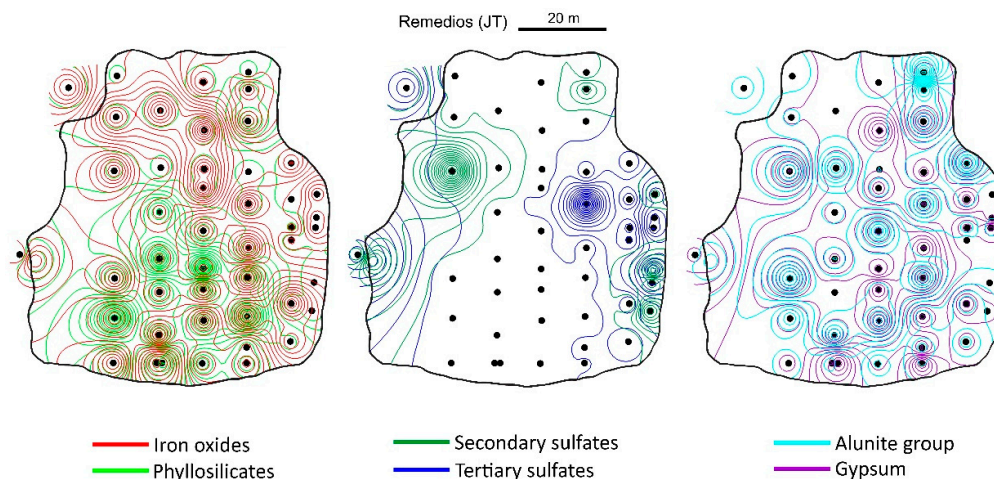 Remedios (JT) 20 m
Iron oxides
Phyllosilicates
Secondary sulfates
Tertiary sulfates
Alunite group
Gypsum